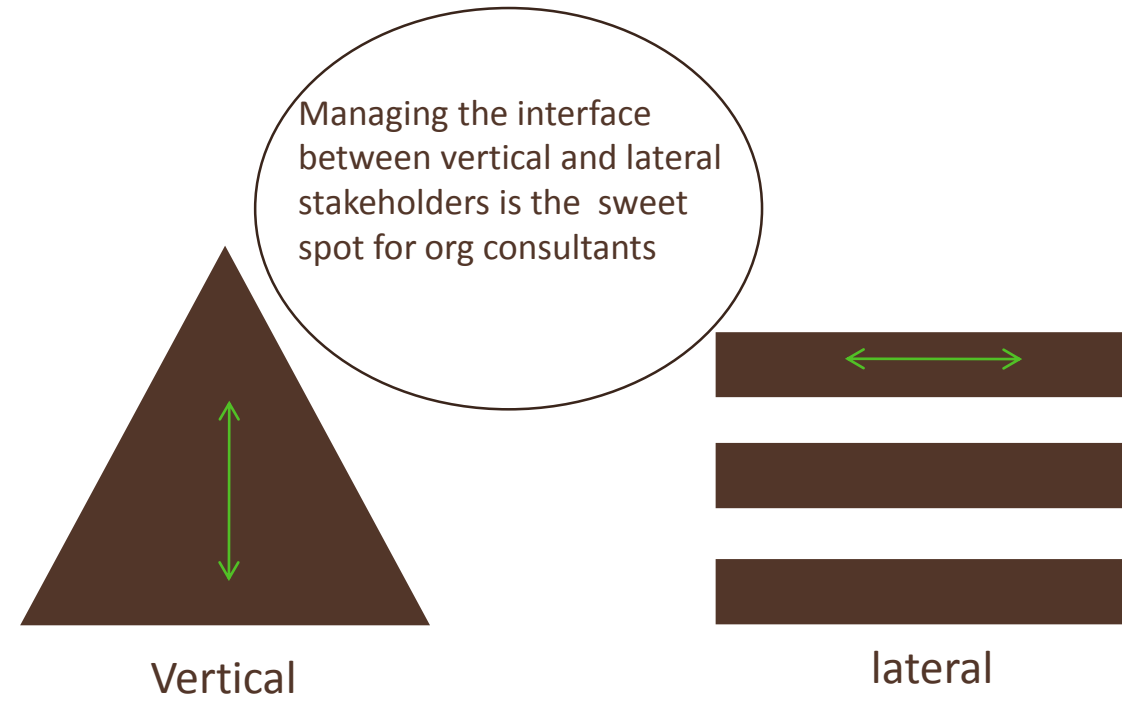 Managing the interface
between vertical and lateral
stakeholders is the  sweet
spot for org consultants
Vertical
lateral